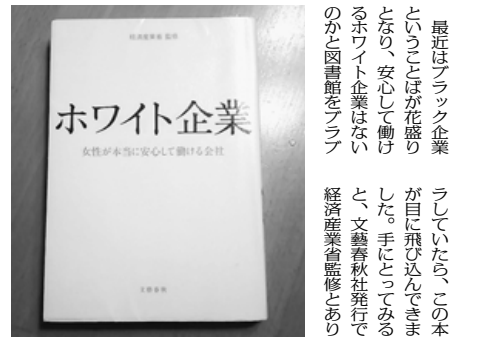 最近はブラック企業
ということばが花盛り
となり、安心して働け
るホワイト企業はない
のかと図書館をブラブ
ラしていたら、この本
が目に飛び込んできま
した。手にとってみる
と、文藝春秋社発行で
経済産業省監修とあり
経済産業省 監修
ホワイト企業
女性が本当に安心して働ける会社
文藝春秋